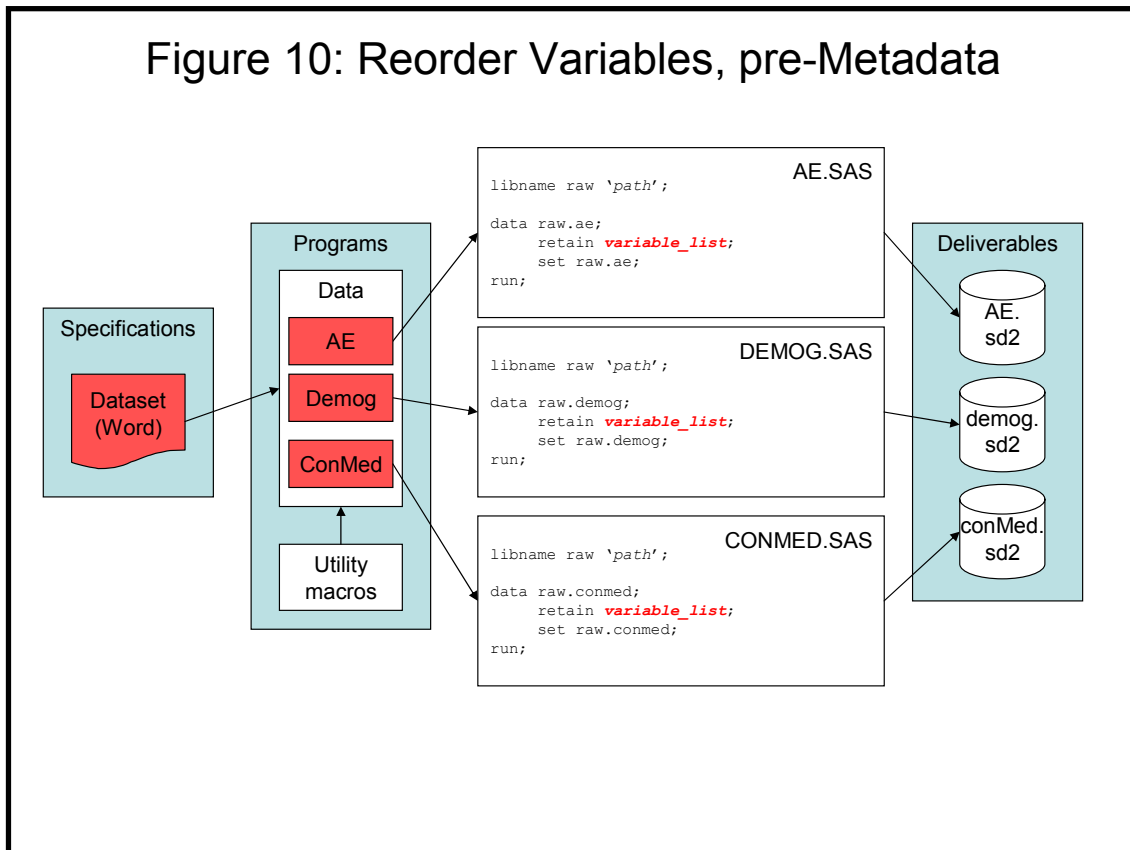 Figure 10: Reorder Variables, pre-Metadata
Specifications
Dataset
(Word)
Programs
Data
AE
Demog
ConMed
Utility
macros
AE.SAS
libname raw ‘path’;
data raw.ae;
retain variable_list;
set raw.ae;
run;
DEMOG.SAS
libname raw ‘path’;
data raw.demog;
retain variable_list;
set raw.demog;
run;
CONMED.SAS
libname raw ‘path’;
data raw.conmed;
retain variable_list;
set raw.conmed;
run;
Deliverables
AE.
sd2
demog.
sd2
conMed.
sd2